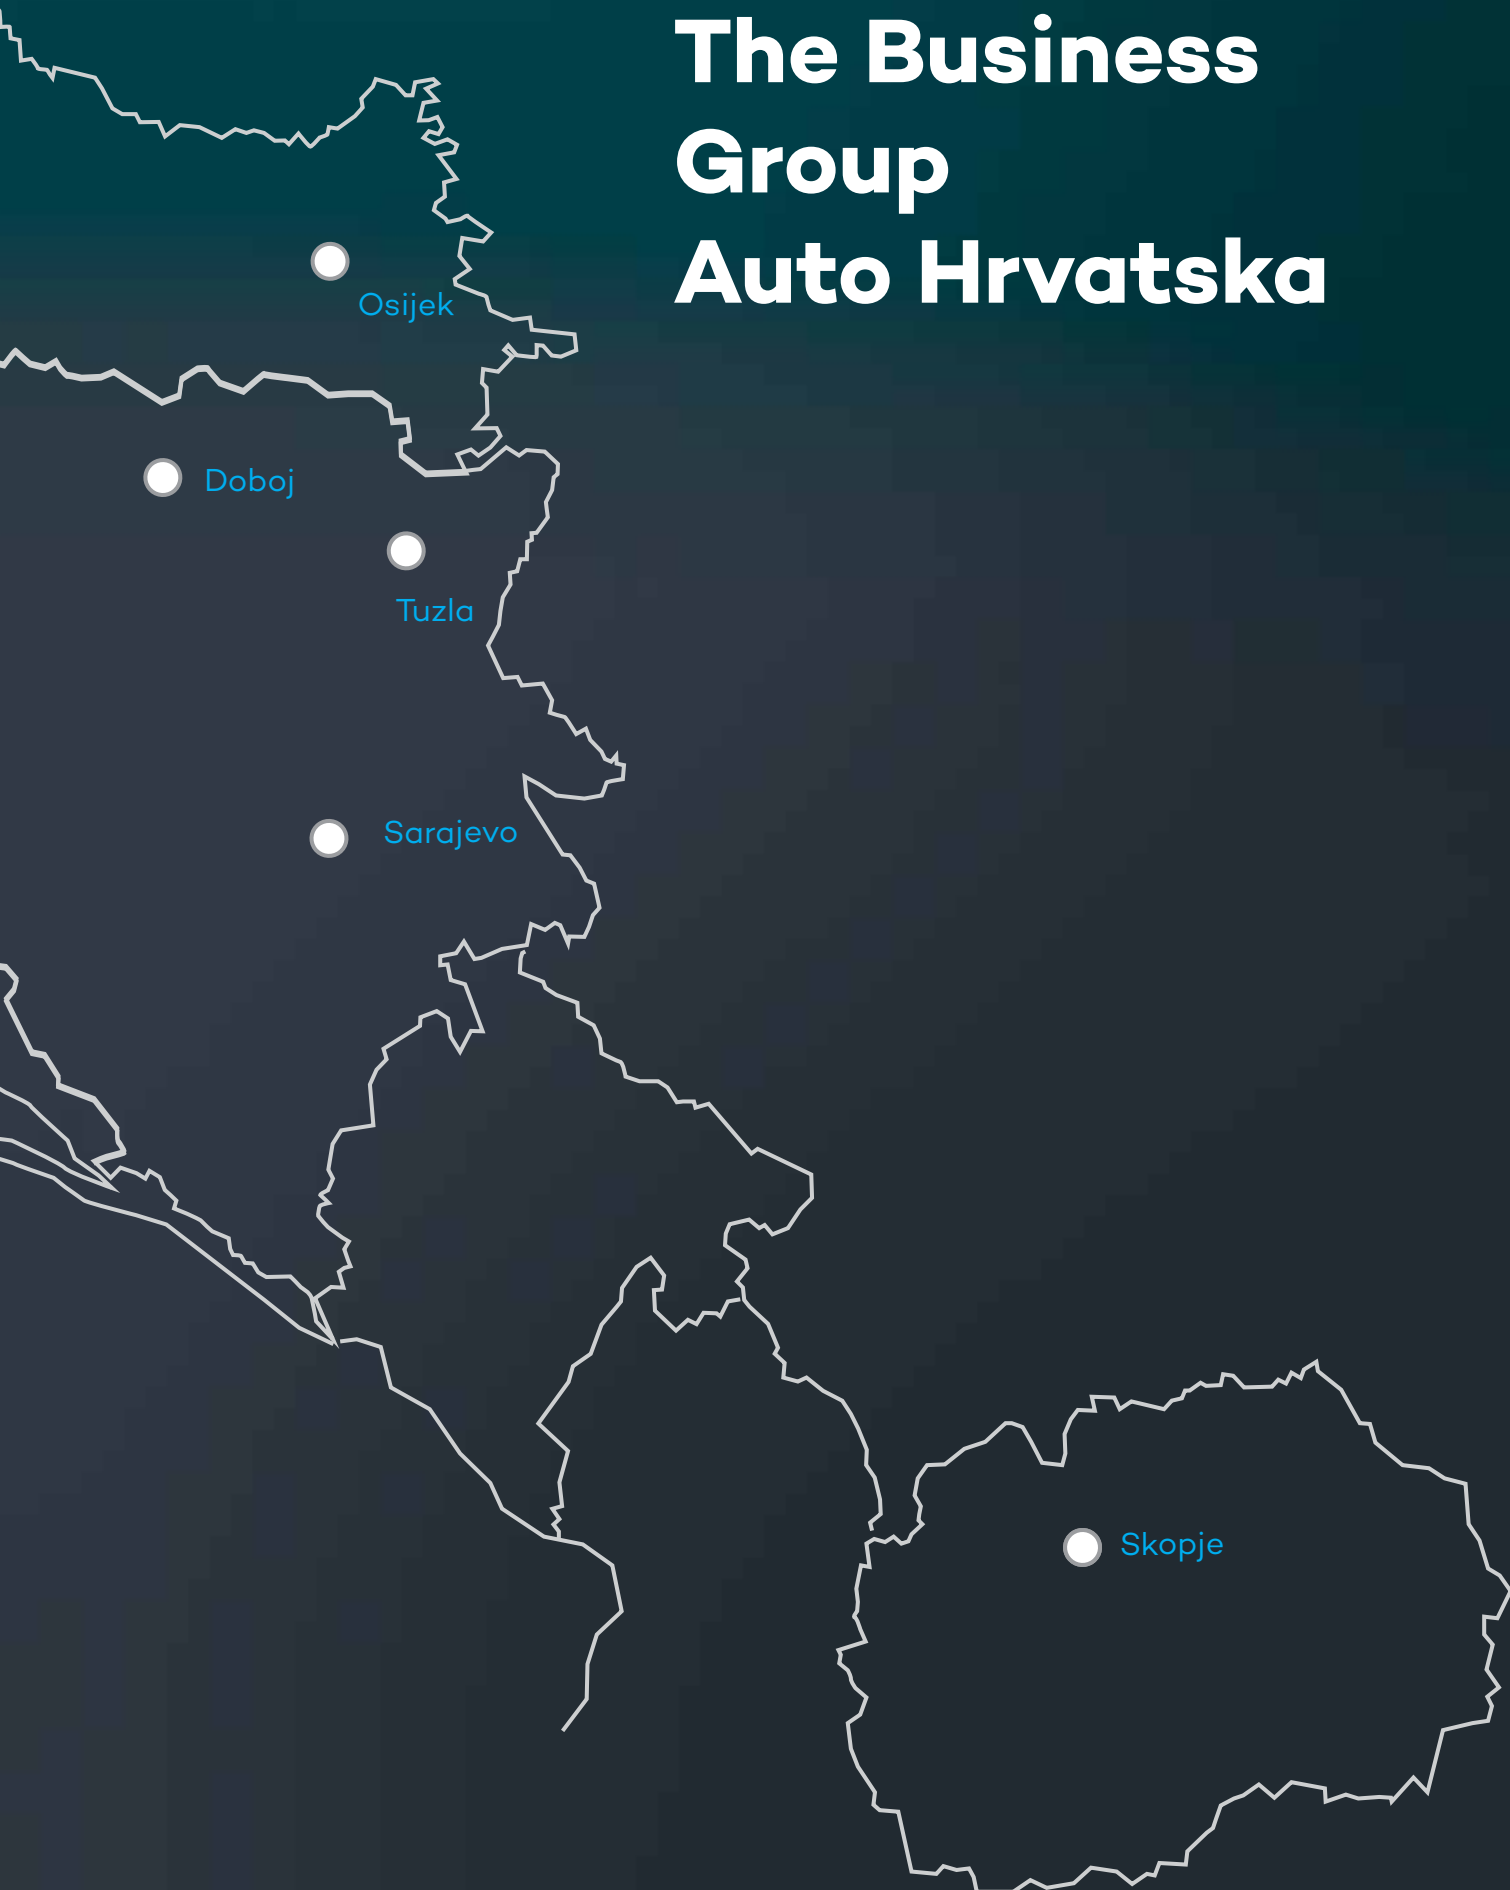 The Business
Group
Auto Hrvatska
Osijek
Doboj
Tuzla
Sarajevo
Skopje